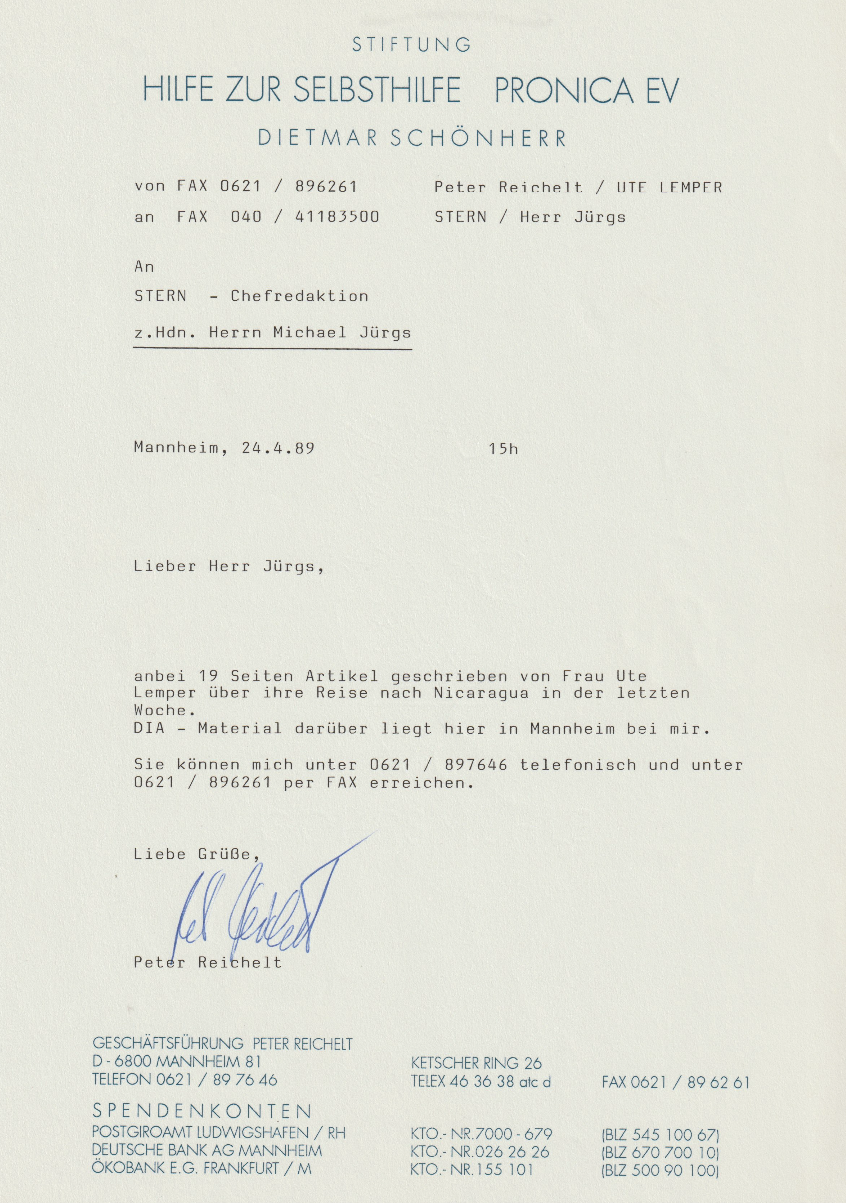 STIFTUNG
HILFE ZUR SELBSTHILFE PRONICA EV
DIETMAR SCHÖNHERR
von FAX 0621 / 896261 Peter Reichelt / UTE LEMPER
an FAX 040 / 41183500 STERN / Herr Jürgs
An
STERN - Chefredaktion
z.Hdn. Herrn Michael Jürgs
Mannheim, 24.4.89 15h
Lieber Herr Jürgs,
anbei 19 Seiten Artikel geschrieben von Frau Ute
Lemper über ihre Reise nach Nicaragua in der letzten
Woche.
DIA - Material darüber liegt hier in Mannheim bei mir.
Sie können mich unter 0621 / 897646 telefonisch und unter
0621 / 896261 per FAX erreichen.
Liebe Grüße,
Peter Reichelt
GESCHÄFTSFÜHRUNG PETER REICHELT
D - 6800 MANNHEIM 81 KETSCHER RING 26
TELEFON 0621 / 89 76 46 TELEX 46 36 38 atc d FAX 0621 / 89 62 61
SPENDENKONTEN
POSTGIROAMT LUDWIGSHAFEN / RH KTO.- NR.7000 - 679 (BLZ 545 100 67)
DEUTSCHE BANK AG MANNHEIM KTO.- NR.026 26 26 (BLZ 670 700 10)
ÖKOBANK E.G. FRANKFURT / M KTO.- NR.155 101 (BLZ 500 90 100)